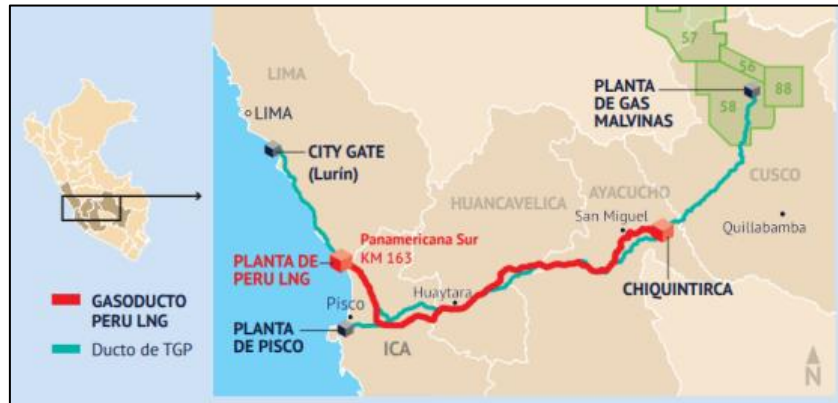 57
56
88
58
LIMA
LIMA
PLANTA
DE GAS
MALVINAS
CITY GATE
(Lurín)
CUSCO
AYACUCHO
HUANCAVELICA
San Miguel
Quillabamba
Panamericana Sur
KM 163
PLANTA DE
PERU LNG
CHIQUINTIRCA
Huaytara
Pisco
PLANTA
DE PISCO
ICA
GASODUCTO
PERU LNG
Ducto de TGP
N